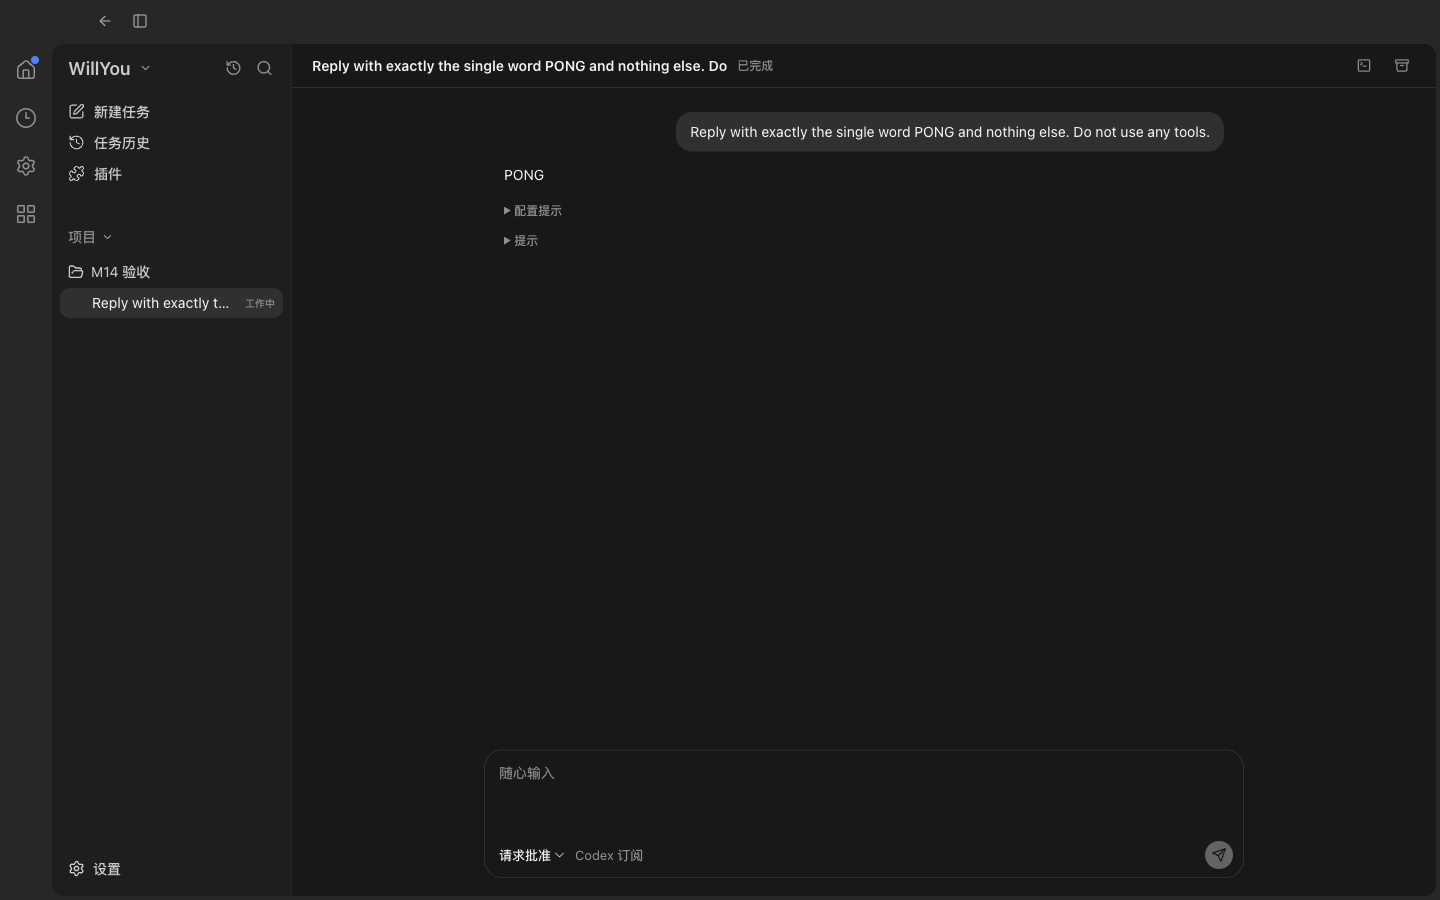 WillYou
新建任务
任务历史
插件
项目
M14 验收
Reply with exactly t... 工作中
设置
Reply with exactly the single word PONG and nothing else. Do 已完成
Reply with exactly the single word PONG and nothing else. Do not use any tools.
PONG
配置提示
提示
随心输入
请求批准 Codex 订阅